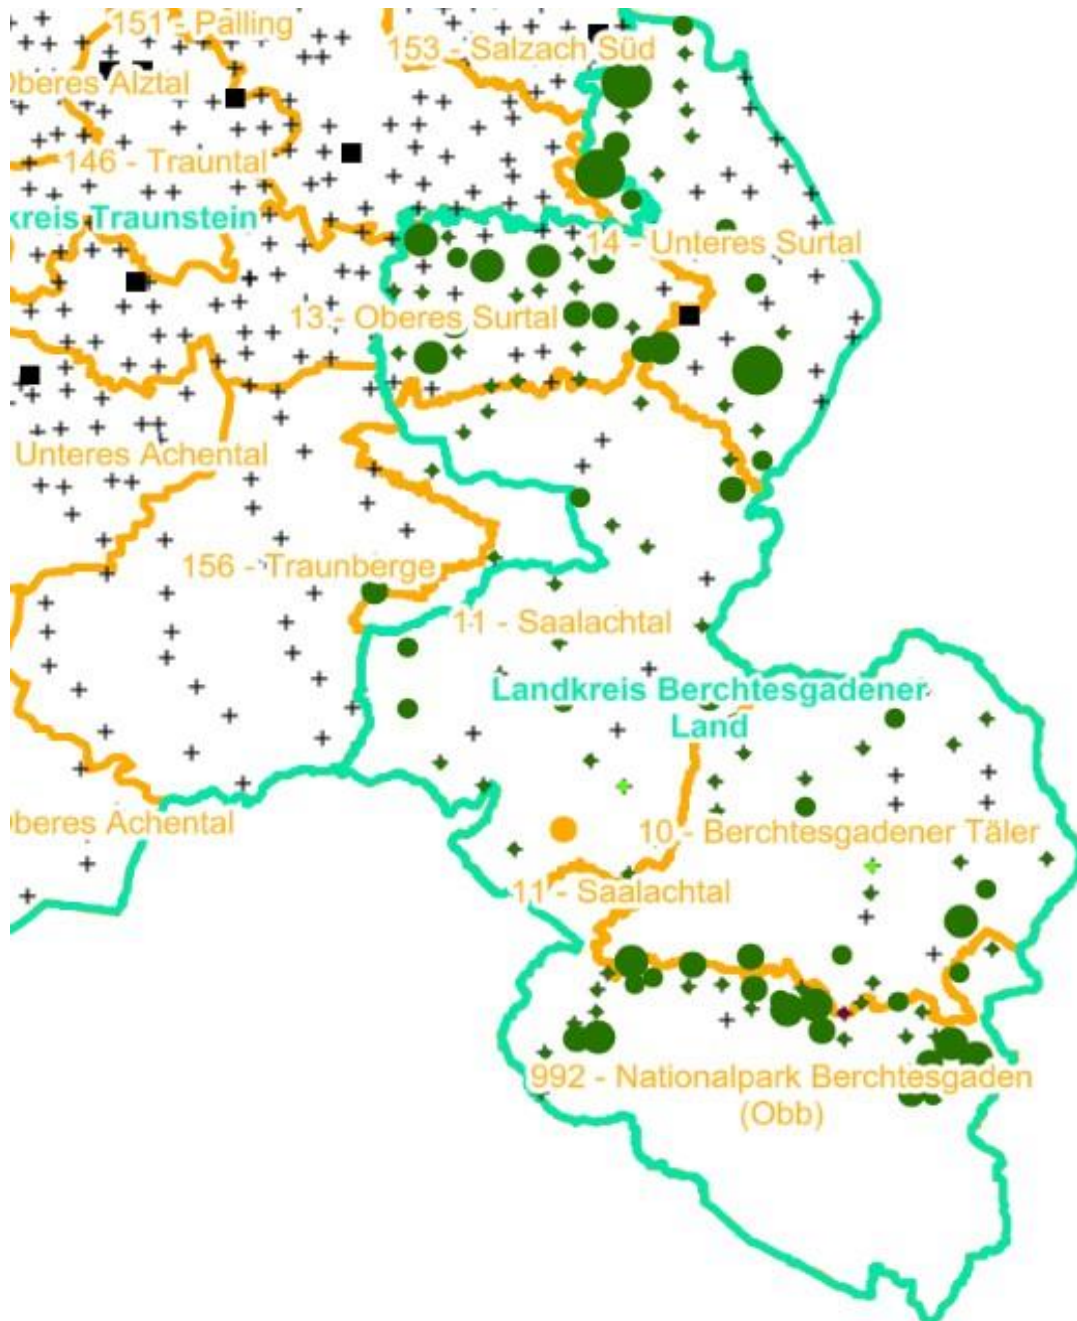 151 - Palling
153 - Salzach Süd
Oberes Alztal
146 - Trauntal
kreis Traunstein
14 - Unteres Surtal
13 - Oberes Surtal
Unteres Achental
156 - Traunberge
11 - Saalachtal
Landkreis Berchtesgadener
Land
Oberes Achental
10 - Berchtesgadener Täler
11 - Saalachtal
992 - Nationalpark Berchtesgaden
(Obb)